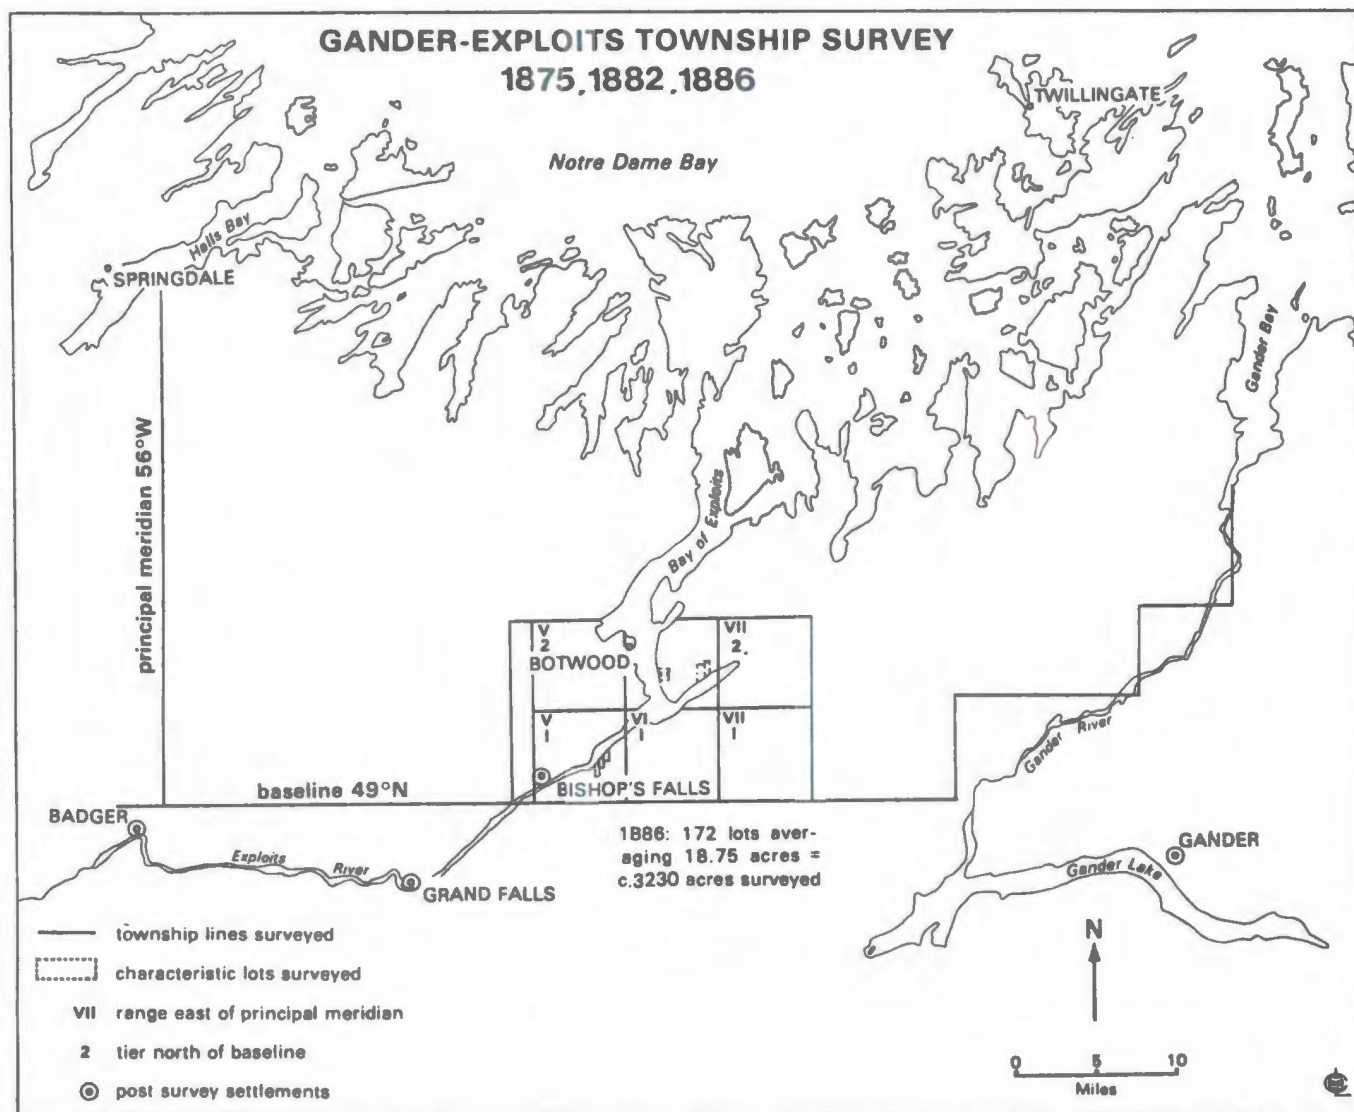 GANDER-EXPLOITS TOWNSHIP SURVEY
1875,1882,1886
TWILLINGATE
Notre Dame Bay
Halls Bay
SPRINGDALE
Gander Bay
principal meridian 56°W
Bay of Exploits
V
2
VII
2.
BOTWOOD
V
I
VI
I
VII
I
Gander River
BISHOP'S FALLS
baseline 49°N
BADGER
Exploits River
GRAND FALLS
1886: 172 lots aver-
aging 18.75 acres =
c.3230 acres surveyed
GANDER
Gander Lake
township lines surveyed
characteristic lots surveyed
VII range east of principal meridian
2 tier north of baseline
post survey settlements
N
0 5 10
Miles